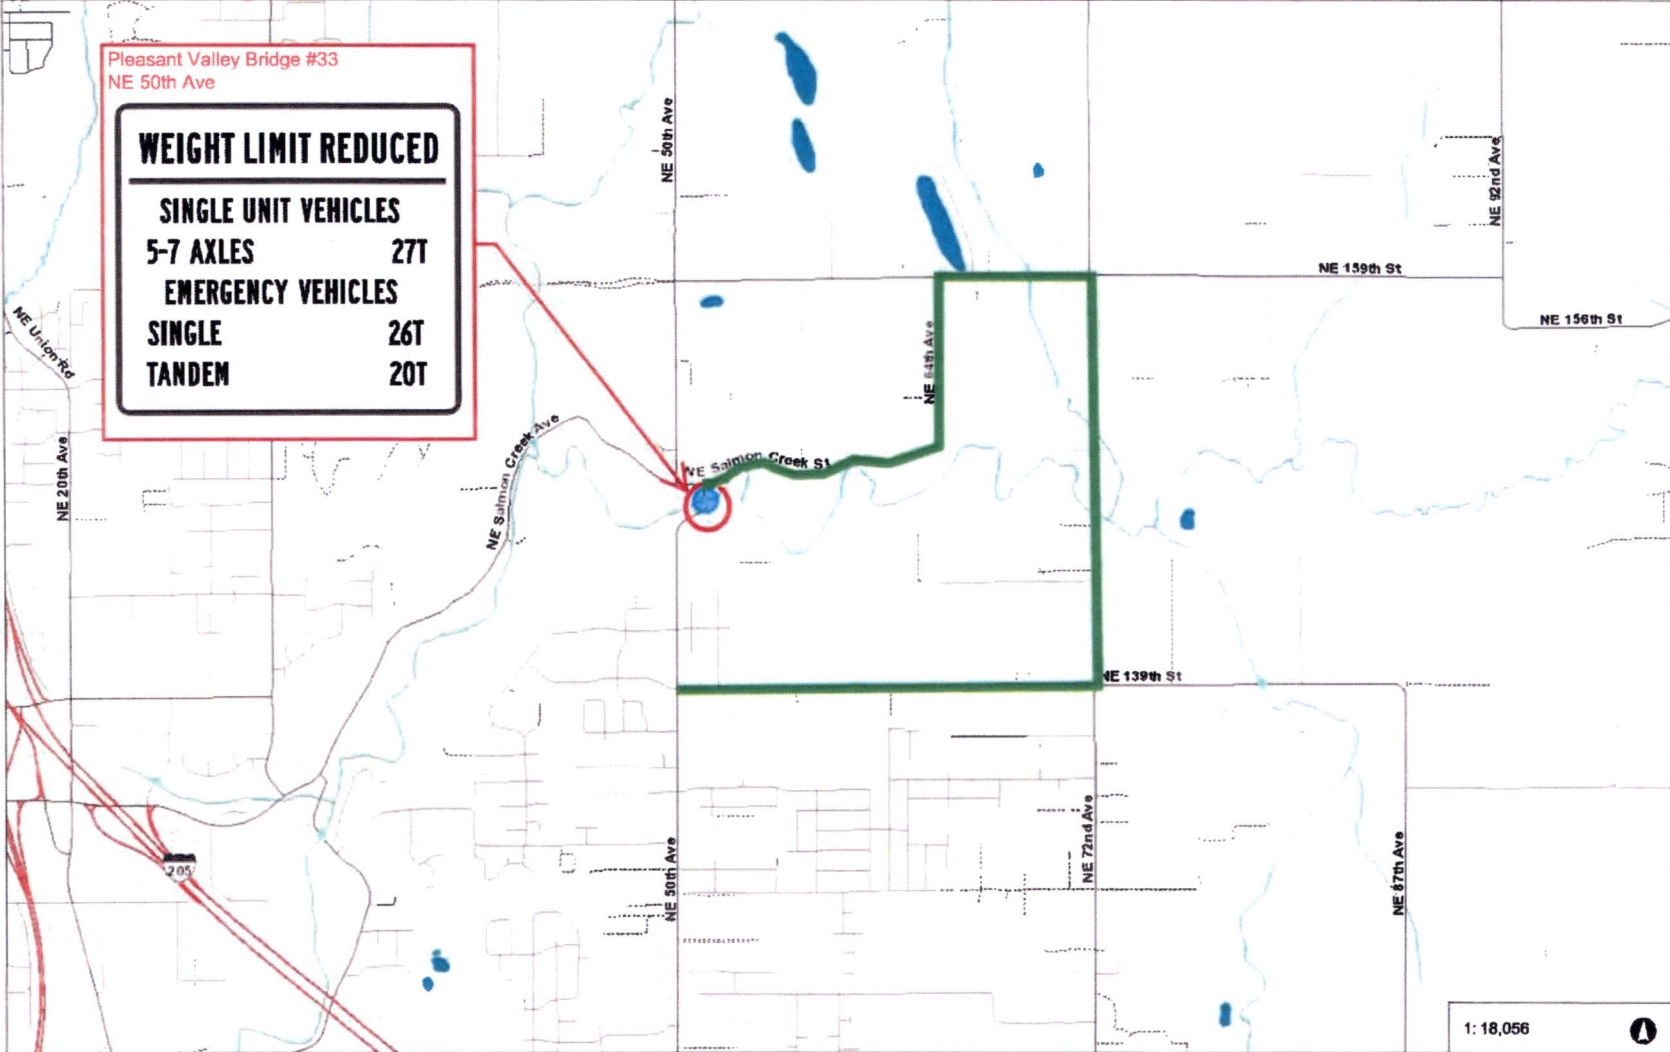 Pleasant Valley Bridge #33
NE 50th Ave
WEIGHT LIMIT REDUCED
SINGLE UNIT VEHICLES
5-7 AXLES 27T
EMERGENCY VEHICLES
SINGLE 26T
TANDEM 20T
NE 50th Ave
NE 92nd Ave
NE 159th St
NE 156th St
NE Union Rd
NE 64th Ave
NE 20th Ave
NE Salmon Creek Ave
NE Salmon Creek St
NE 139th St
205
NE 50th Ave
NE 72nd Ave
NE 87th Ave
1: 18,056